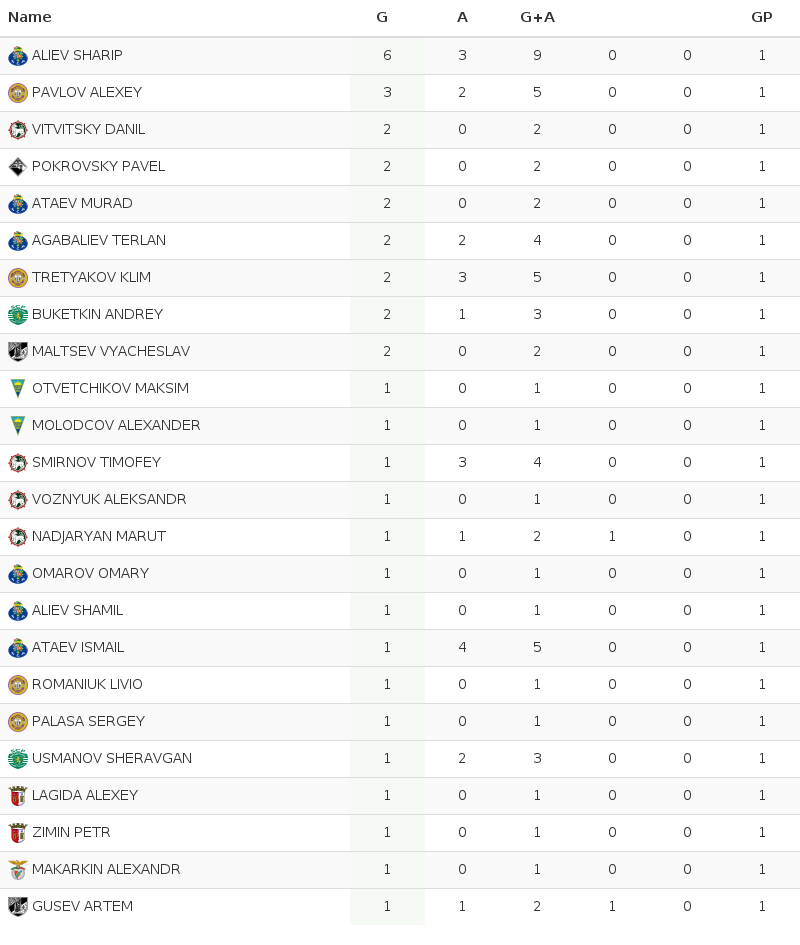 Name G A G+A GP
ALIEV SHARIP 6 3 9 0 0 1
PAVLOV ALEXEY 3 2 5 0 0 1
VITVITSKY DANIL 2 0 2 0 0 1
POKROVSKY PAVEL 2 0 2 0 0 1
ATAEV MURAD 2 0 2 0 0 1
AGABALIEV TERLAN 2 2 4 0 0 1
TRETYAKOV KLIM 2 3 5 0 0 1
BUKETKIN ANDREY 2 1 3 0 0 1
MALTSEV VYACHESLAV 2 0 2 0 0 1
OTVETCHIKOV MAKSIM 1 0 1 0 0 1
MOLODCOV ALEXANDER 1 0 1 0 0 1
SMIRNOV TIMOFEY 1 3 4 0 0 1
VOZNYUK ALEKSANDR 1 0 1 0 0 1
NADJARYAN MARUT 1 1 2 1 0 1
OMAROV OMARY 1 0 1 0 0 1
ALIEV SHAMIL 1 0 1 0 0 1
ATAEV ISMAIL 1 4 5 0 0 1
ROMANIUK LIVIO 1 0 1 0 0 1
PALASA SERGEY 1 0 1 0 0 1
USMANOV SHERAVGAN 1 2 3 0 0 1
LAGIDA ALEXEY 1 0 1 0 0 1
ZIMIN PETR 1 0 1 0 0 1
MAKARKIN ALEXANDR 1 0 1 0 0 1
GUSEV ARTEM 1 1 2 1 0 1